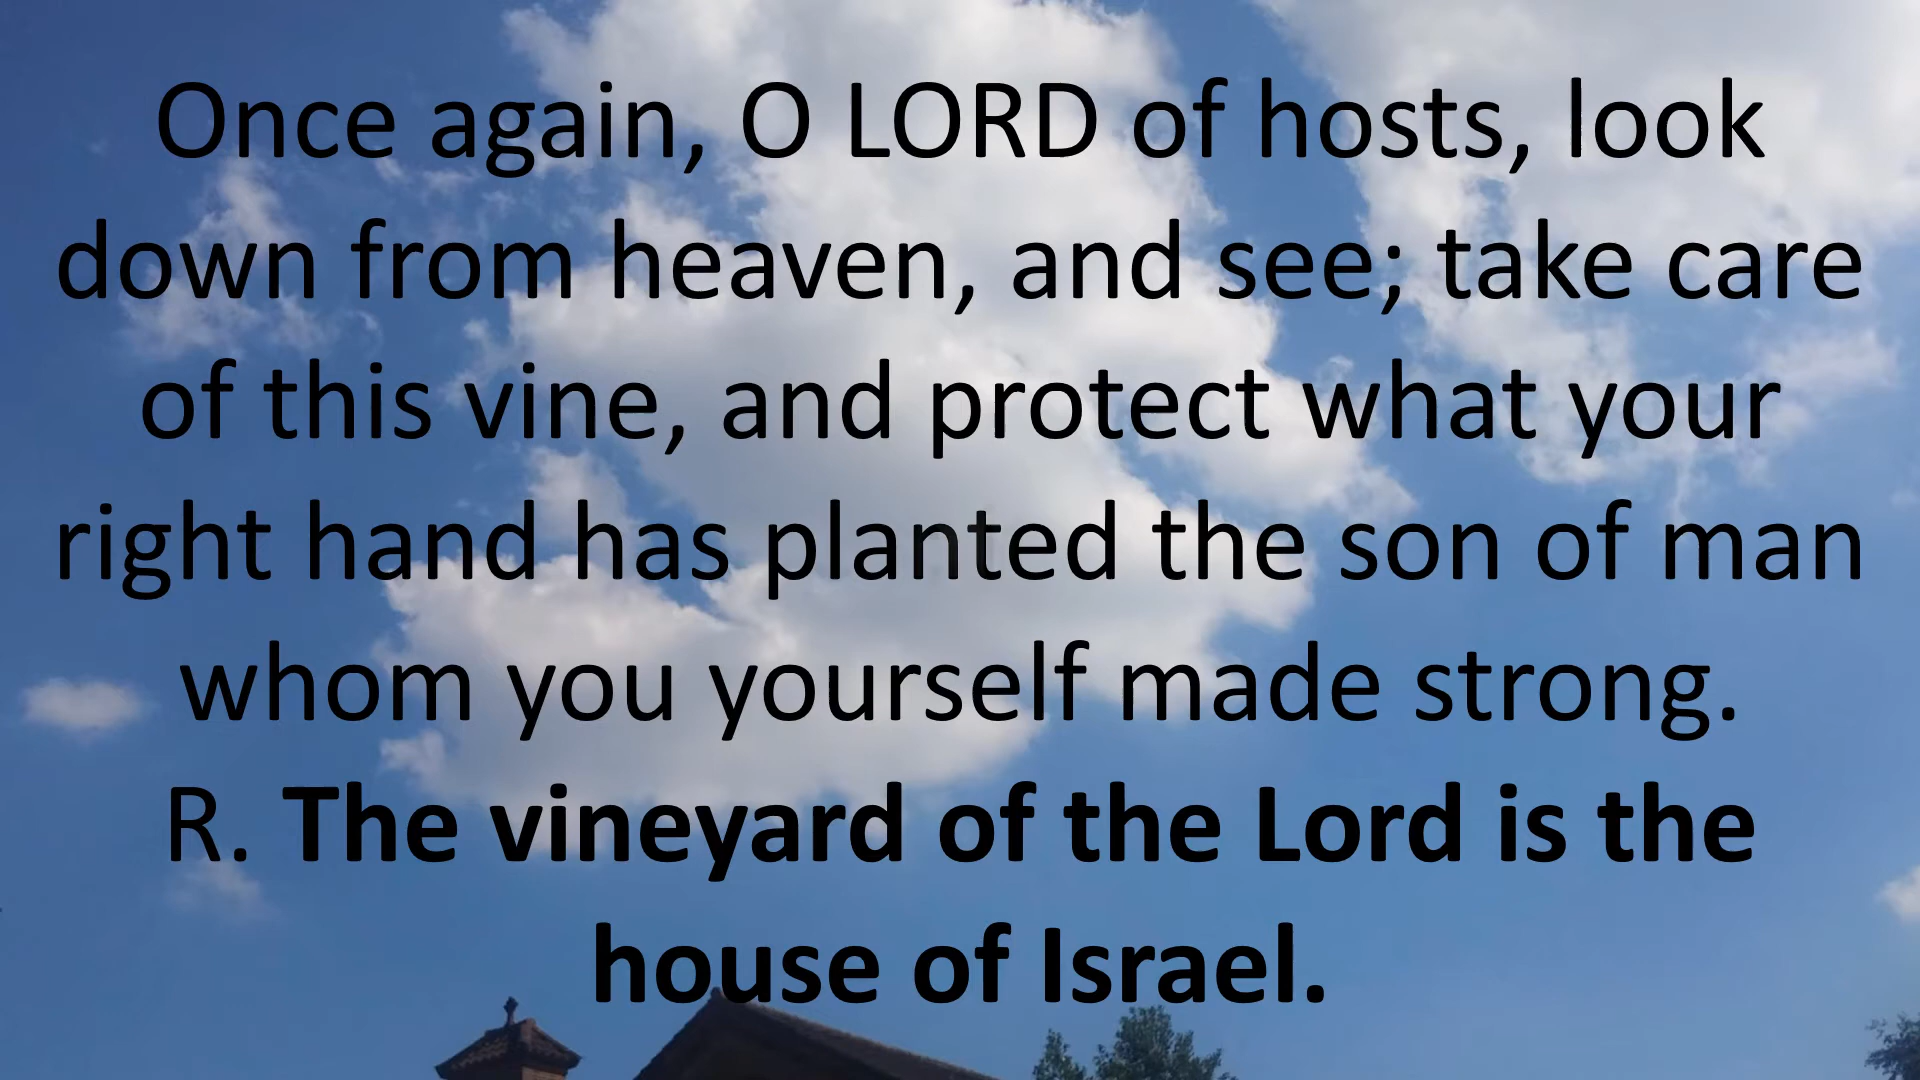 Once again, O LORD of hosts, look
down from heaven, and see; take care
of this vine, and protect what your
right hand has planted the son of man
whom you yourself made strong.
R. The vineyard of the Lord is the
house of Israel.